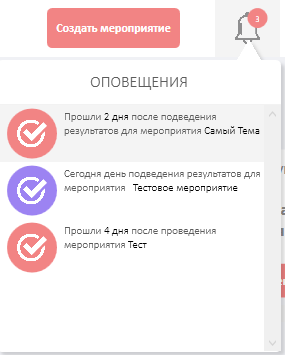 Создать мероприятие
3
ОПОВЕЩЕНИЯ
Прошли 2 дня после подведения
результатов для мероприятия Самый Тема
Сегодня день подведения результатов для
мероприятия Тестовое мероприятие
Прошли 4 дня после проведения
мероприятия Тест